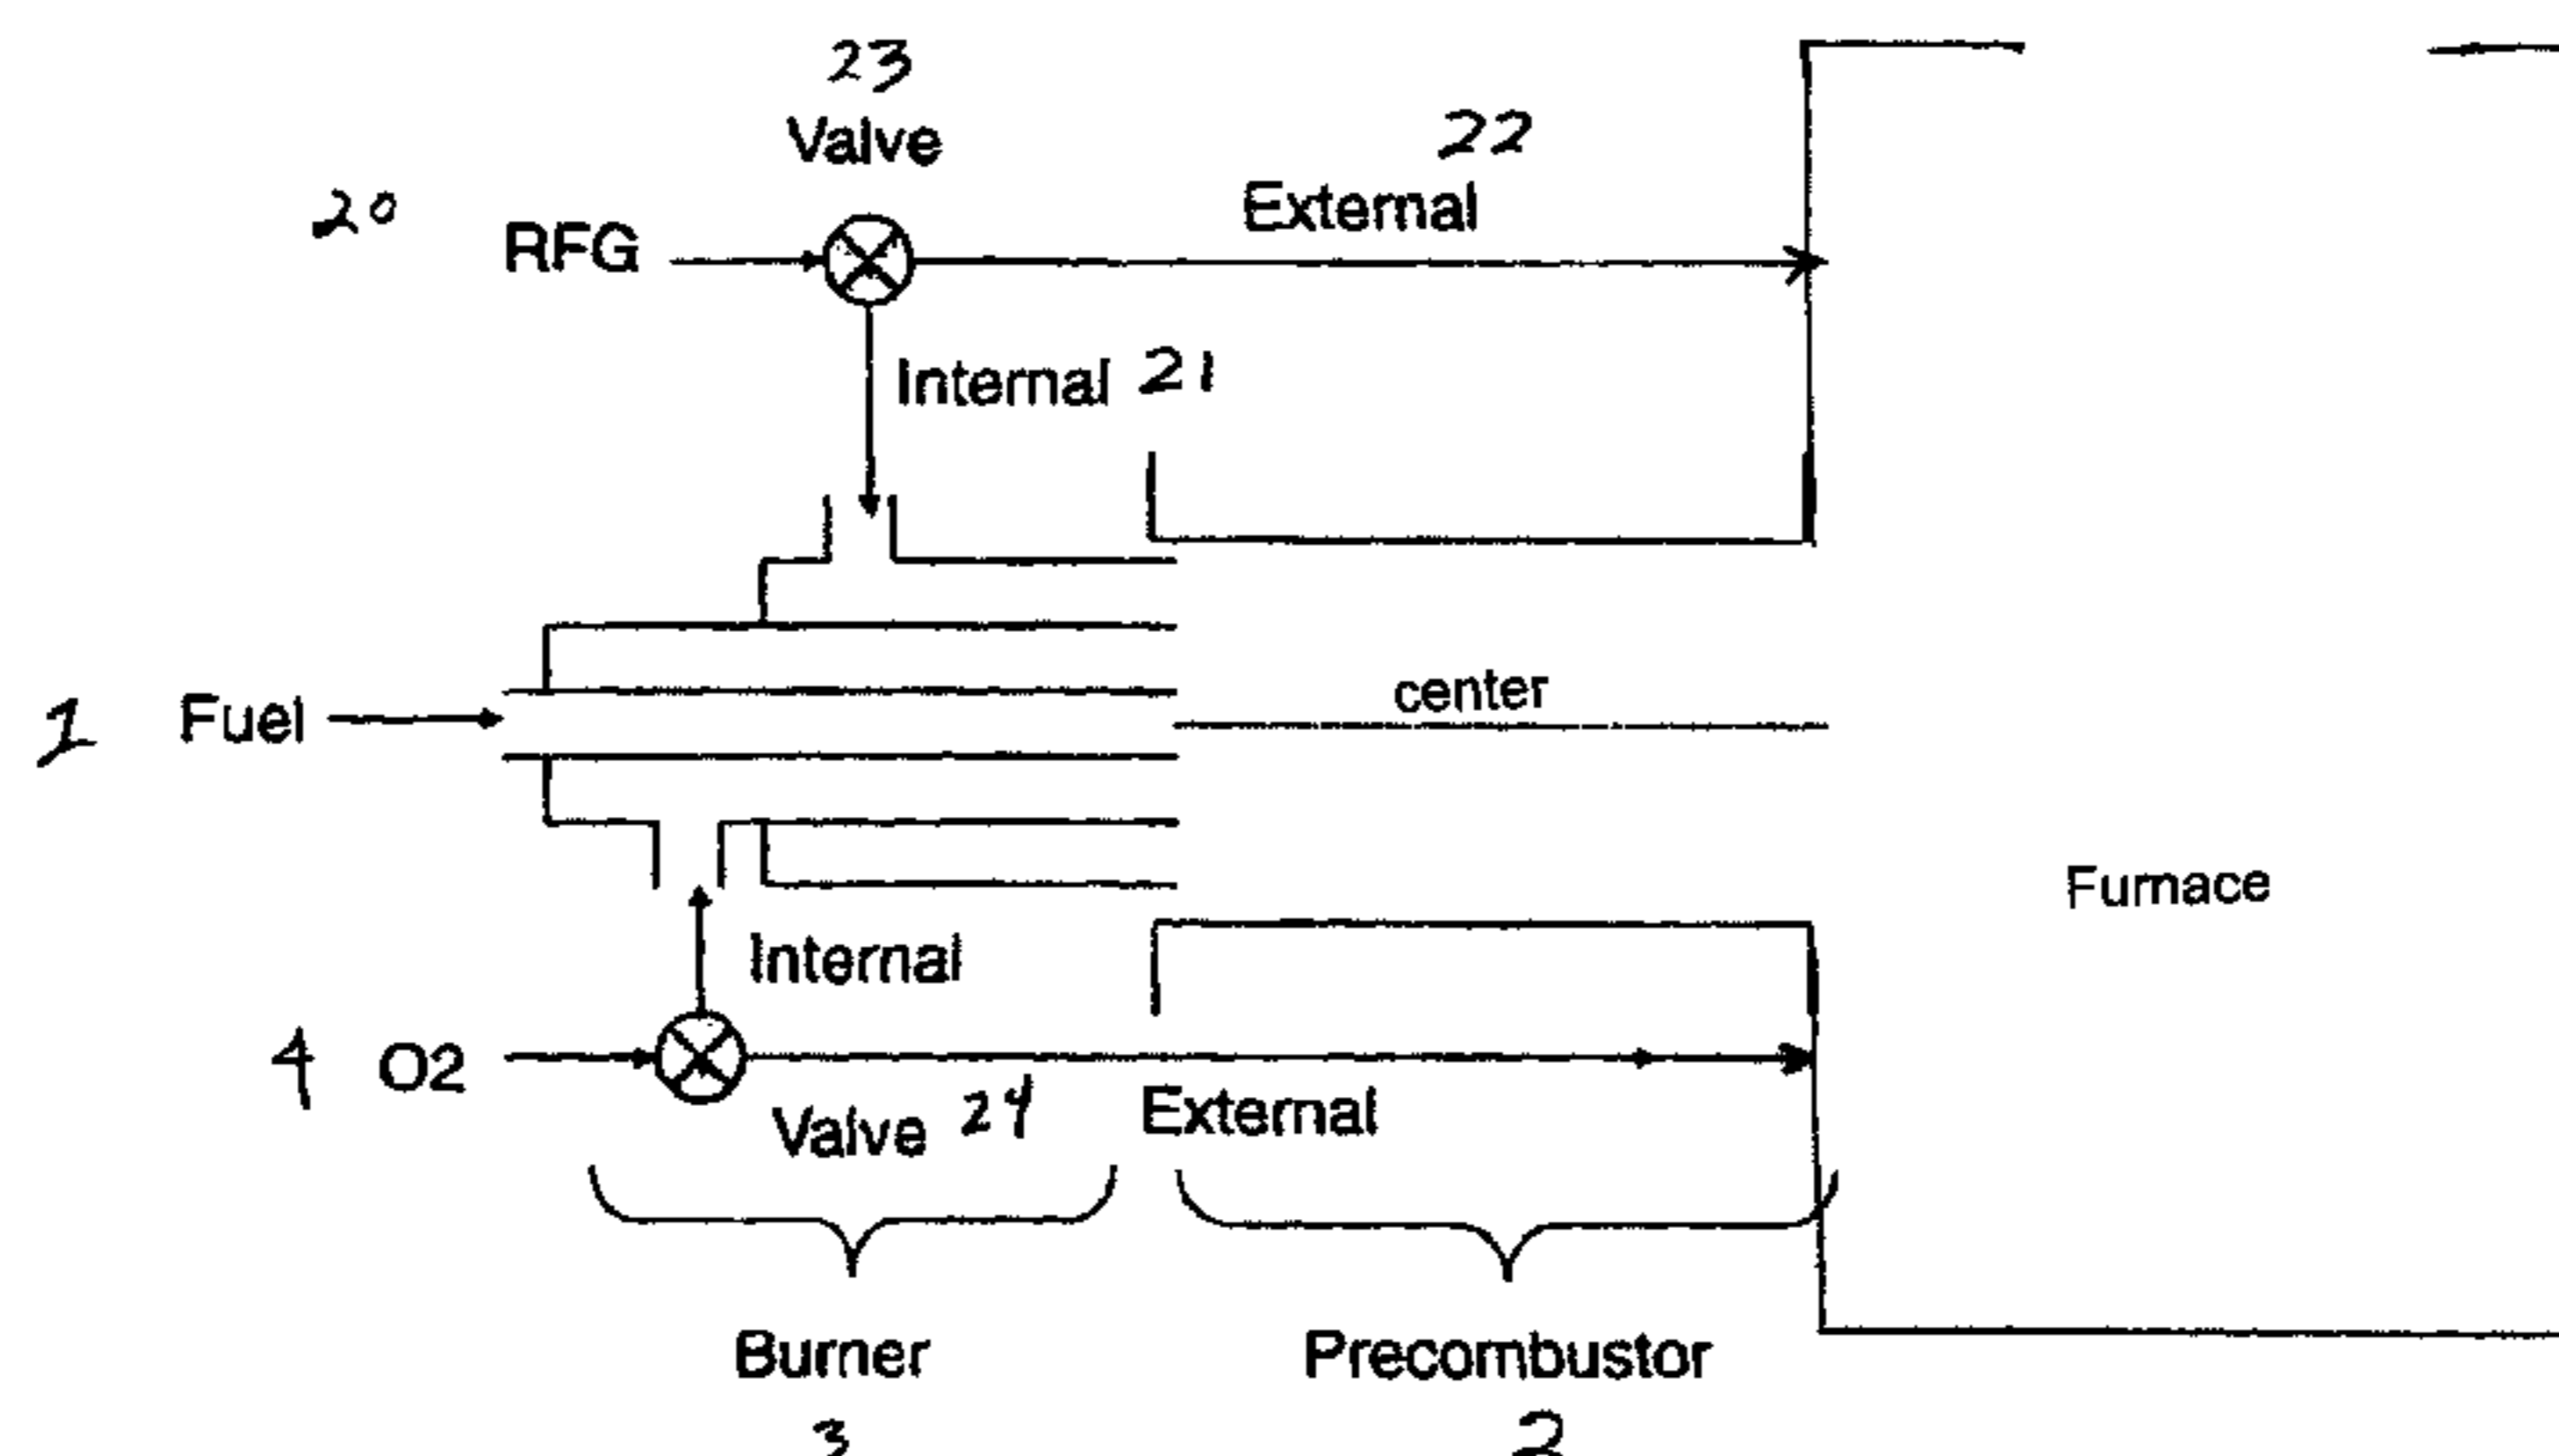 23
Valve
22
20
RFG
External
Internal 21
1 Fuel
center
Furnace
Internal
4 O2
Valve 24
External
Burner
Precombustor
3
2